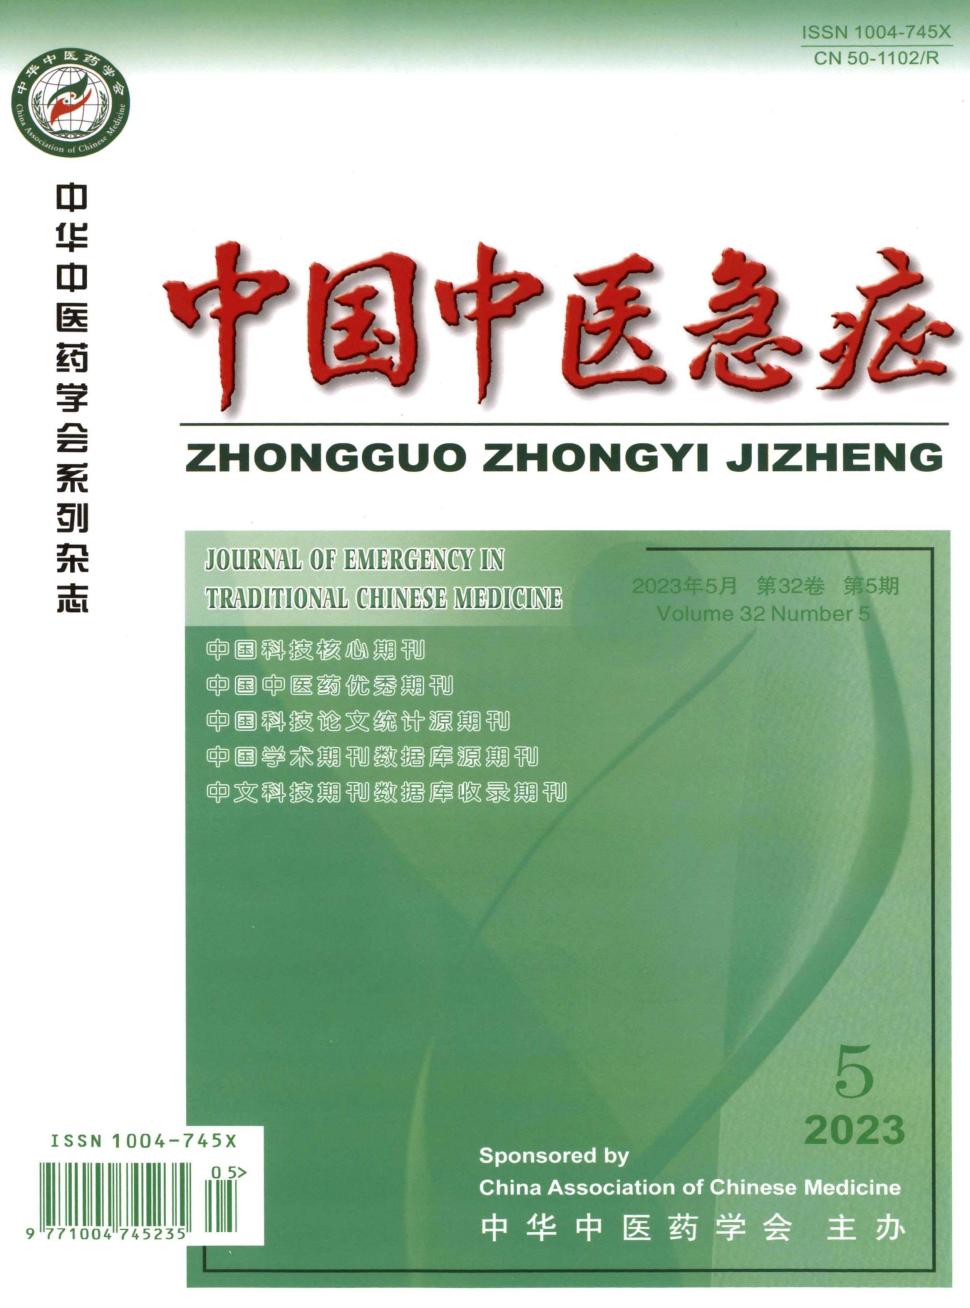 ISSN 1004-745X
CN 50-1102/R
中华中医药学会
China Association of Chinese Medicine
中华中医药学会系列杂志
中国中医急症
ZHONGGUO ZHONGYI JIZHENG
JOURNAL OF EMERGENCY IN
TRADITIONAL CHINESE MEDICINE
2023年5月 第32卷 第5期
Volume 32 Number 5
中国科技核心期刊
中国中医药优秀期刊
中国科技论文统计源期刊
中国学术期刊数据库源期刊
中文科技期刊数据库收录期刊
5
2023
ISSN 1004-745X
05>
9 771004 745235
Sponsored by
China Association of Chinese Medicine
中华中医药学会 主办